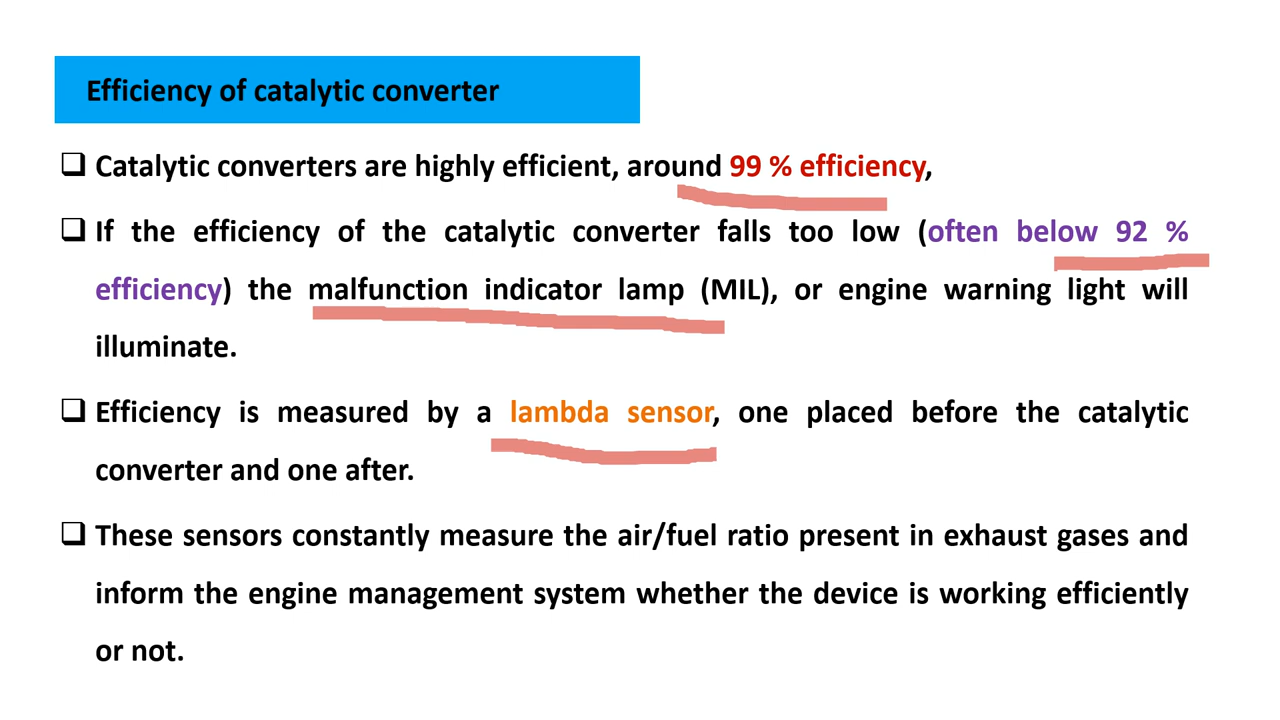 Efficiency of catalytic converter
❑ Catalytic converters are highly efficient, around 99 % efficiency,
❑ If the efficiency of the catalytic converter falls too low (often below 92 %
efficiency) the malfunction indicator lamp (MIL), or engine warning light will
illuminate.
❑ Efficiency is measured by a lambda sensor, one placed before the catalytic
converter and one after.
❑ These sensors constantly measure the air/fuel ratio present in exhaust gases and
inform the engine management system whether the device is working efficiently
or not.